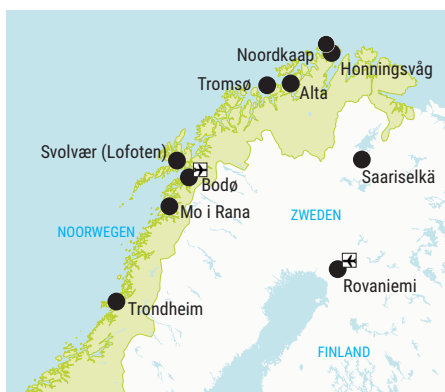 Noordkaap
Honningsvåg
Tromsø
Alta
Svolvær (Lofoten)
Saariselkä
Bodø
Mo i Rana
ZWEDEN
NOORWEGEN
Rovaniemi
Trondheim
FINLAND